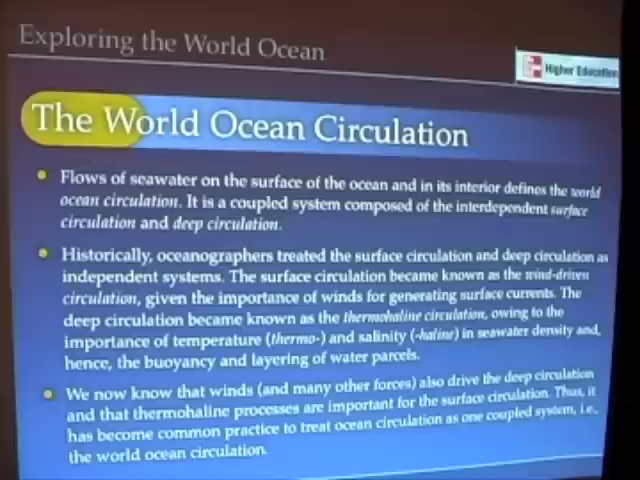 Exploring the World Ocean
Higher Education
The World Ocean Circulation
Flows of seawater on the surface of the ocean and in its interior defines the world
ocean circulation. It is a coupled system composed of the interdependent surface
circulation and deep circulation.
Historically, oceanographers treated the surface circulation and deep circulation as
independent systems. The surface circulation became known as the wind-driven
circulation, given the importance of winds for generating surface currents. The
deep circulation became known as the thermohaline circulation, owing to the
importance of temperature (thermo-) and salinity (-haline) in seawater density and,
hence, the buoyancy and layering of water parcels.
We now know that winds (and many other forces) also drive the deep circulation
and that thermohaline processes are important for the surface circulation. Thus, it
has become common practice to treat ocean circulation as one coupled system, i.e.,
the world ocean circulation.